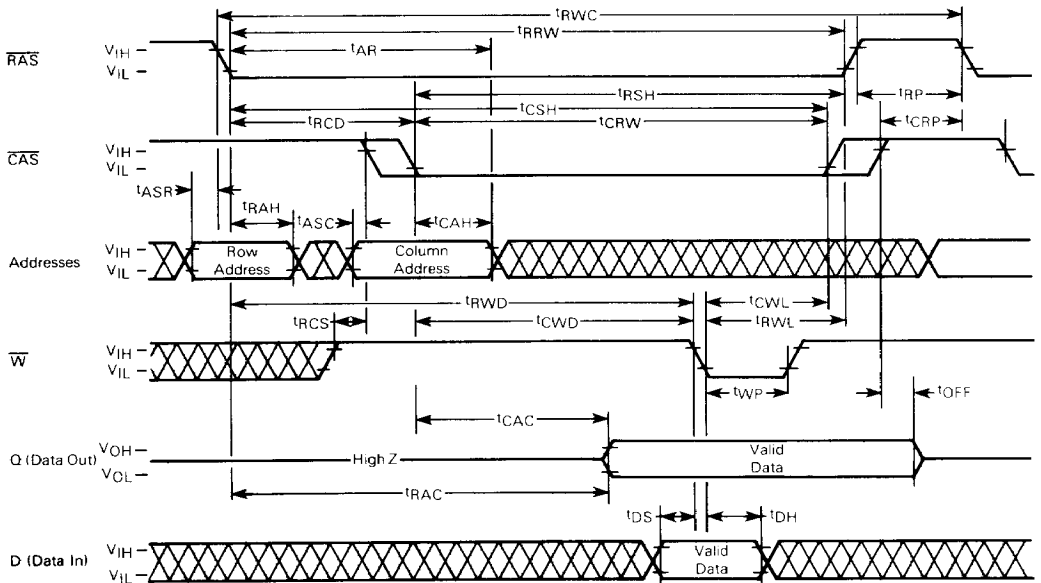 tRWC
tRRW
tAR
RAS
VIH
VIL
tRSH
tRP
tCSH
tRCD
tCRW
tCRP
CAS
VIH
VIL
tASR
tRAH
tASC
tCAH
Addresses
VIH
VIL
Row
Address
Column
Address
tRWD
tCWL
tRCS
tCWD
tRWL
W
VIH
VIL
tWP
tOFF
tCAC
Q (Data Out)
VOH
VOL
High Z
Valid
Data
tRAC
tDS
tDH
D (Data In)
VIH
VIL
Valid
Data